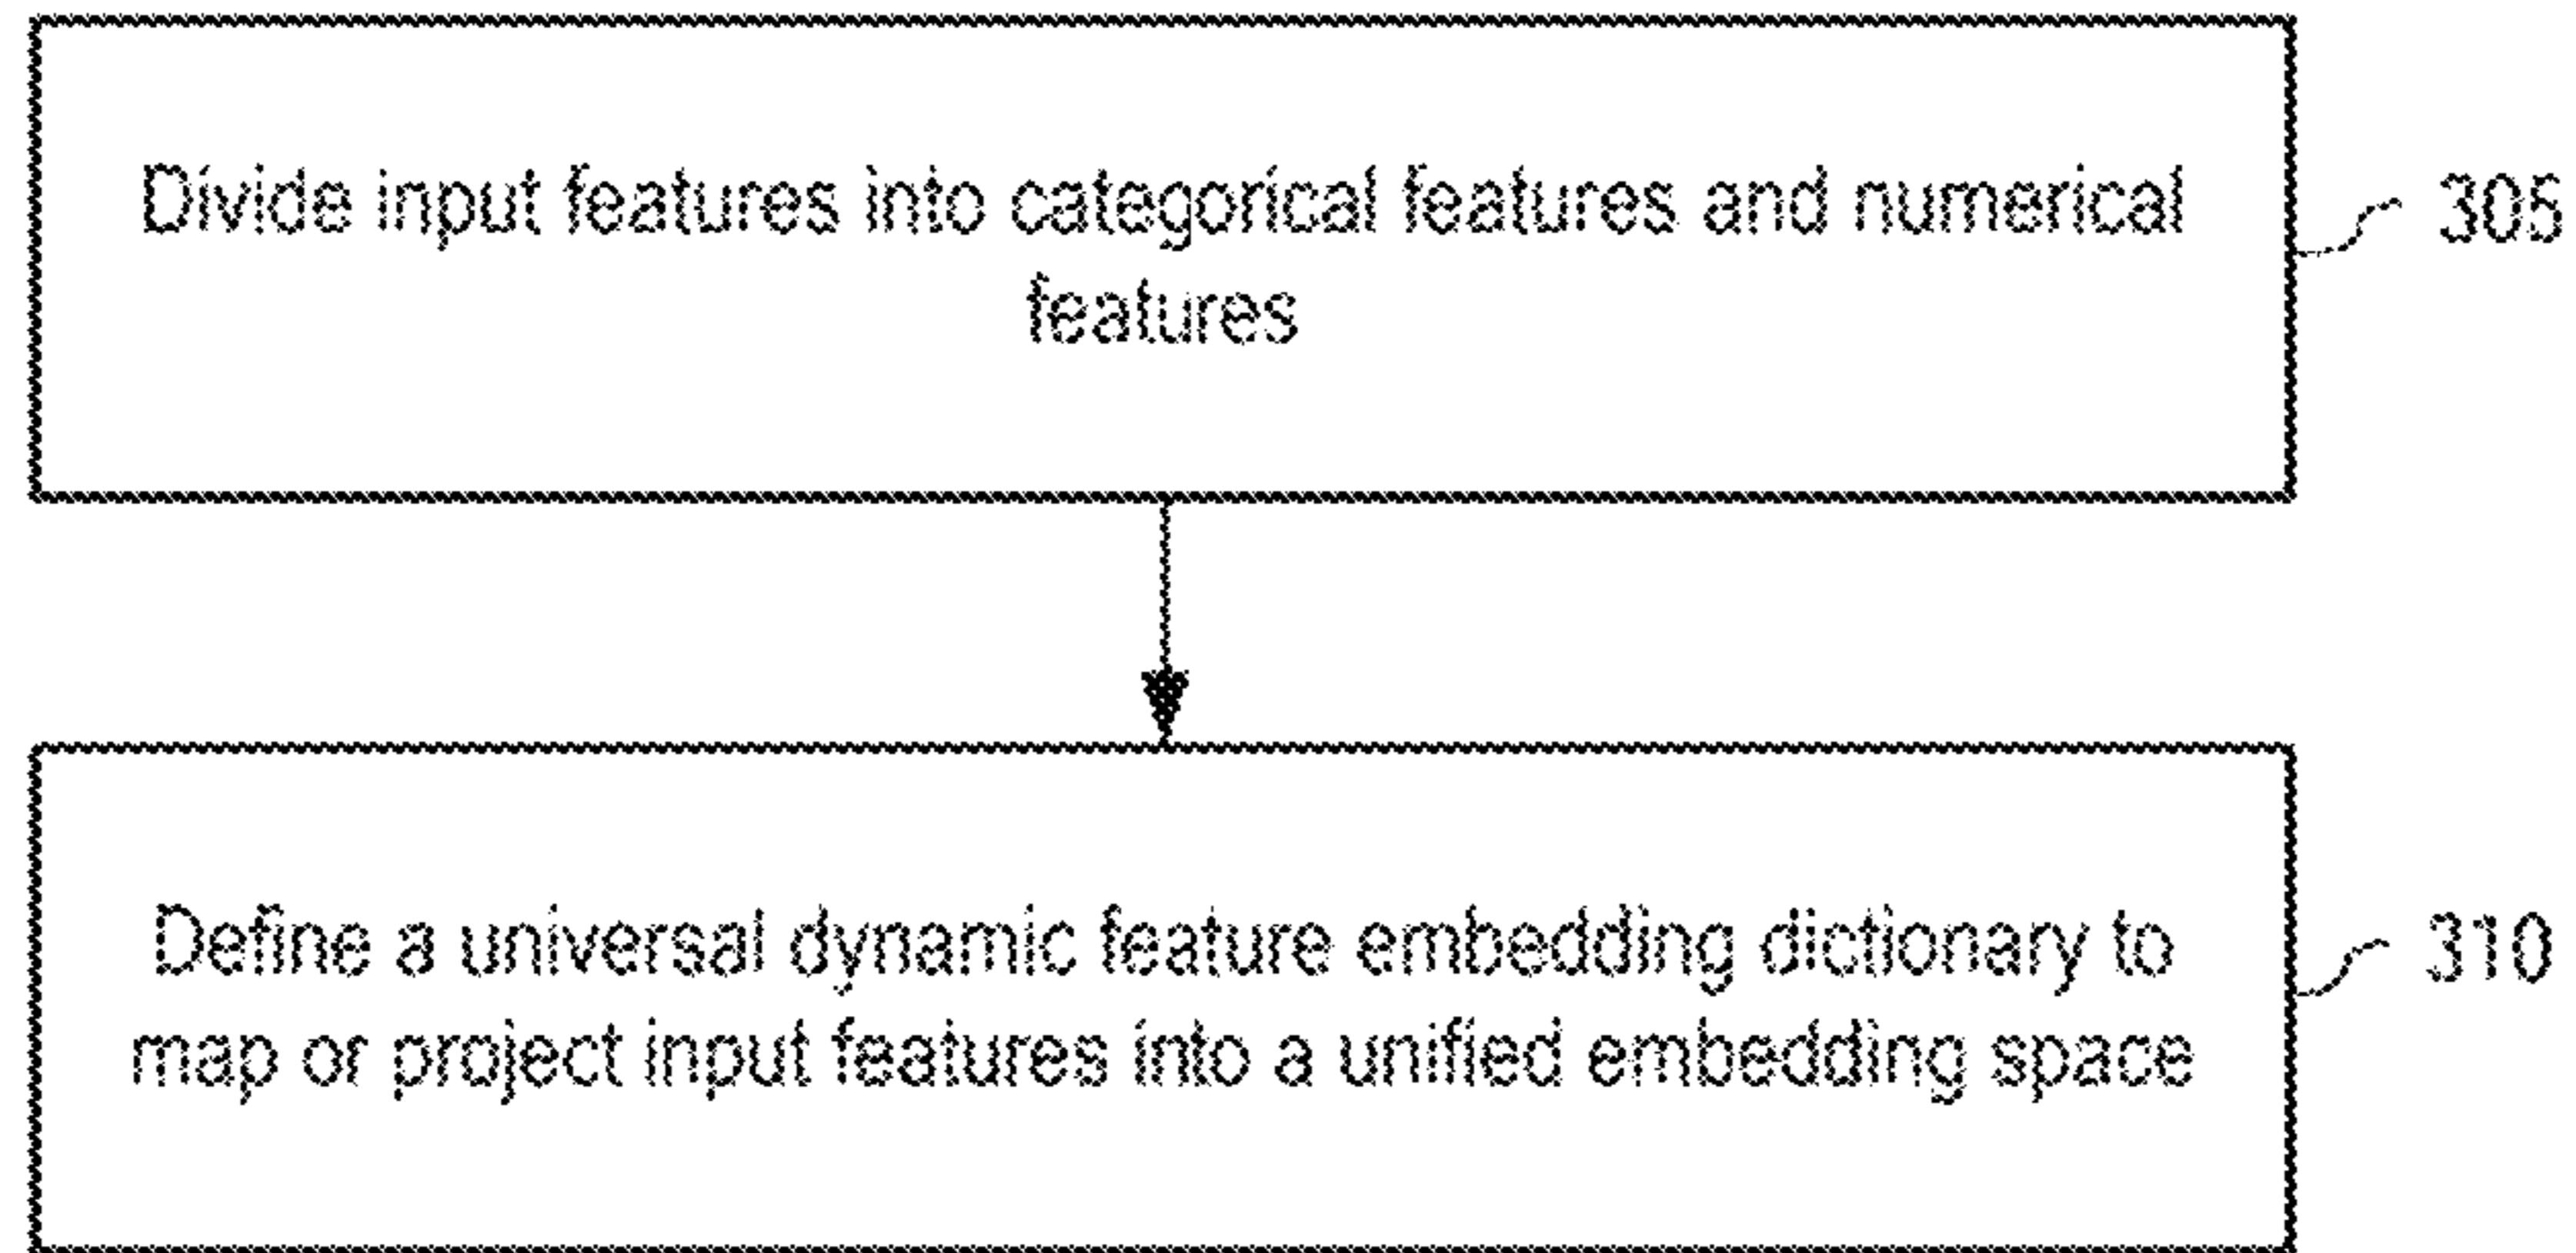 Divide input features into categorical features and numerical
features
305
Define a universal dynamic feature embedding dictionary to
map or project input features into a unified embedding space
310